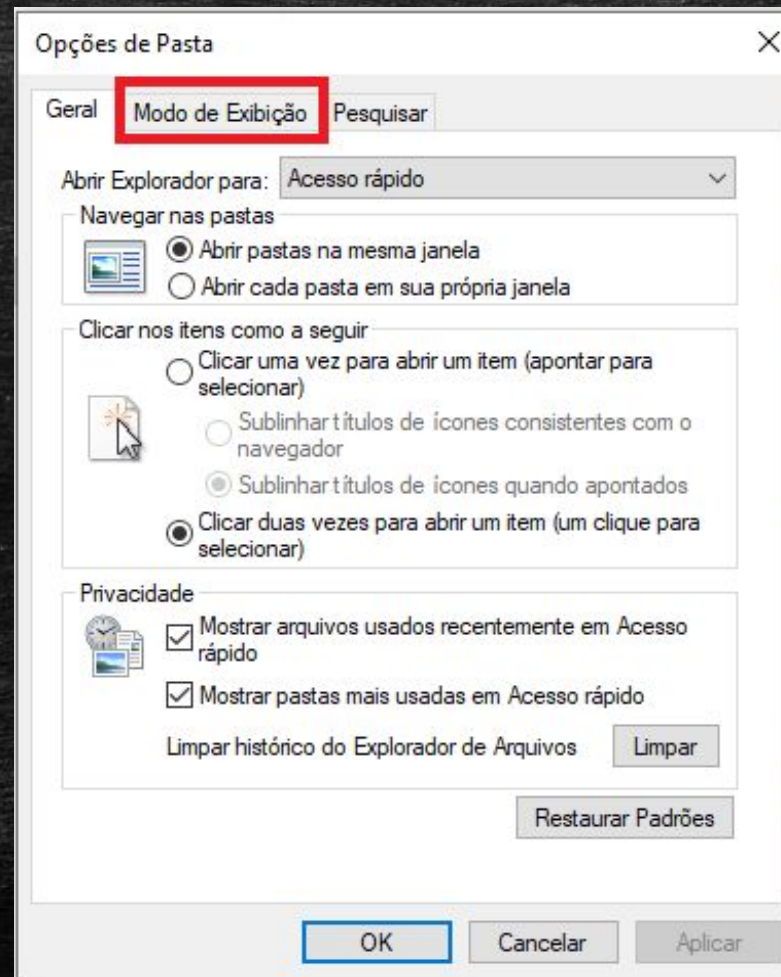 Opções de Pasta
Geral
Modo de Exibição
Pesquisar
Abrir Explorador para: Acesso rápido
Navegar nas pastas
Abrir pastas na mesma janela
Abrir cada pasta em sua própria janela
Clicar nos itens como a seguir
Clicar uma vez para abrir um item (apontar para
selecionar)
Sublinhar títulos de ícones consistentes com o
navegador
Sublinhar títulos de ícones quando apontados
Clicar duas vezes para abrir um item (um clique para
selecionar)
Privacidade
Mostrar arquivos usados recentemente em Acesso
rápido
Mostrar pastas mais usadas em Acesso rápido
Limpar histórico do Explorador de Arquivos
Limpar
Restaurar Padrões
OK
Cancelar
Aplicar